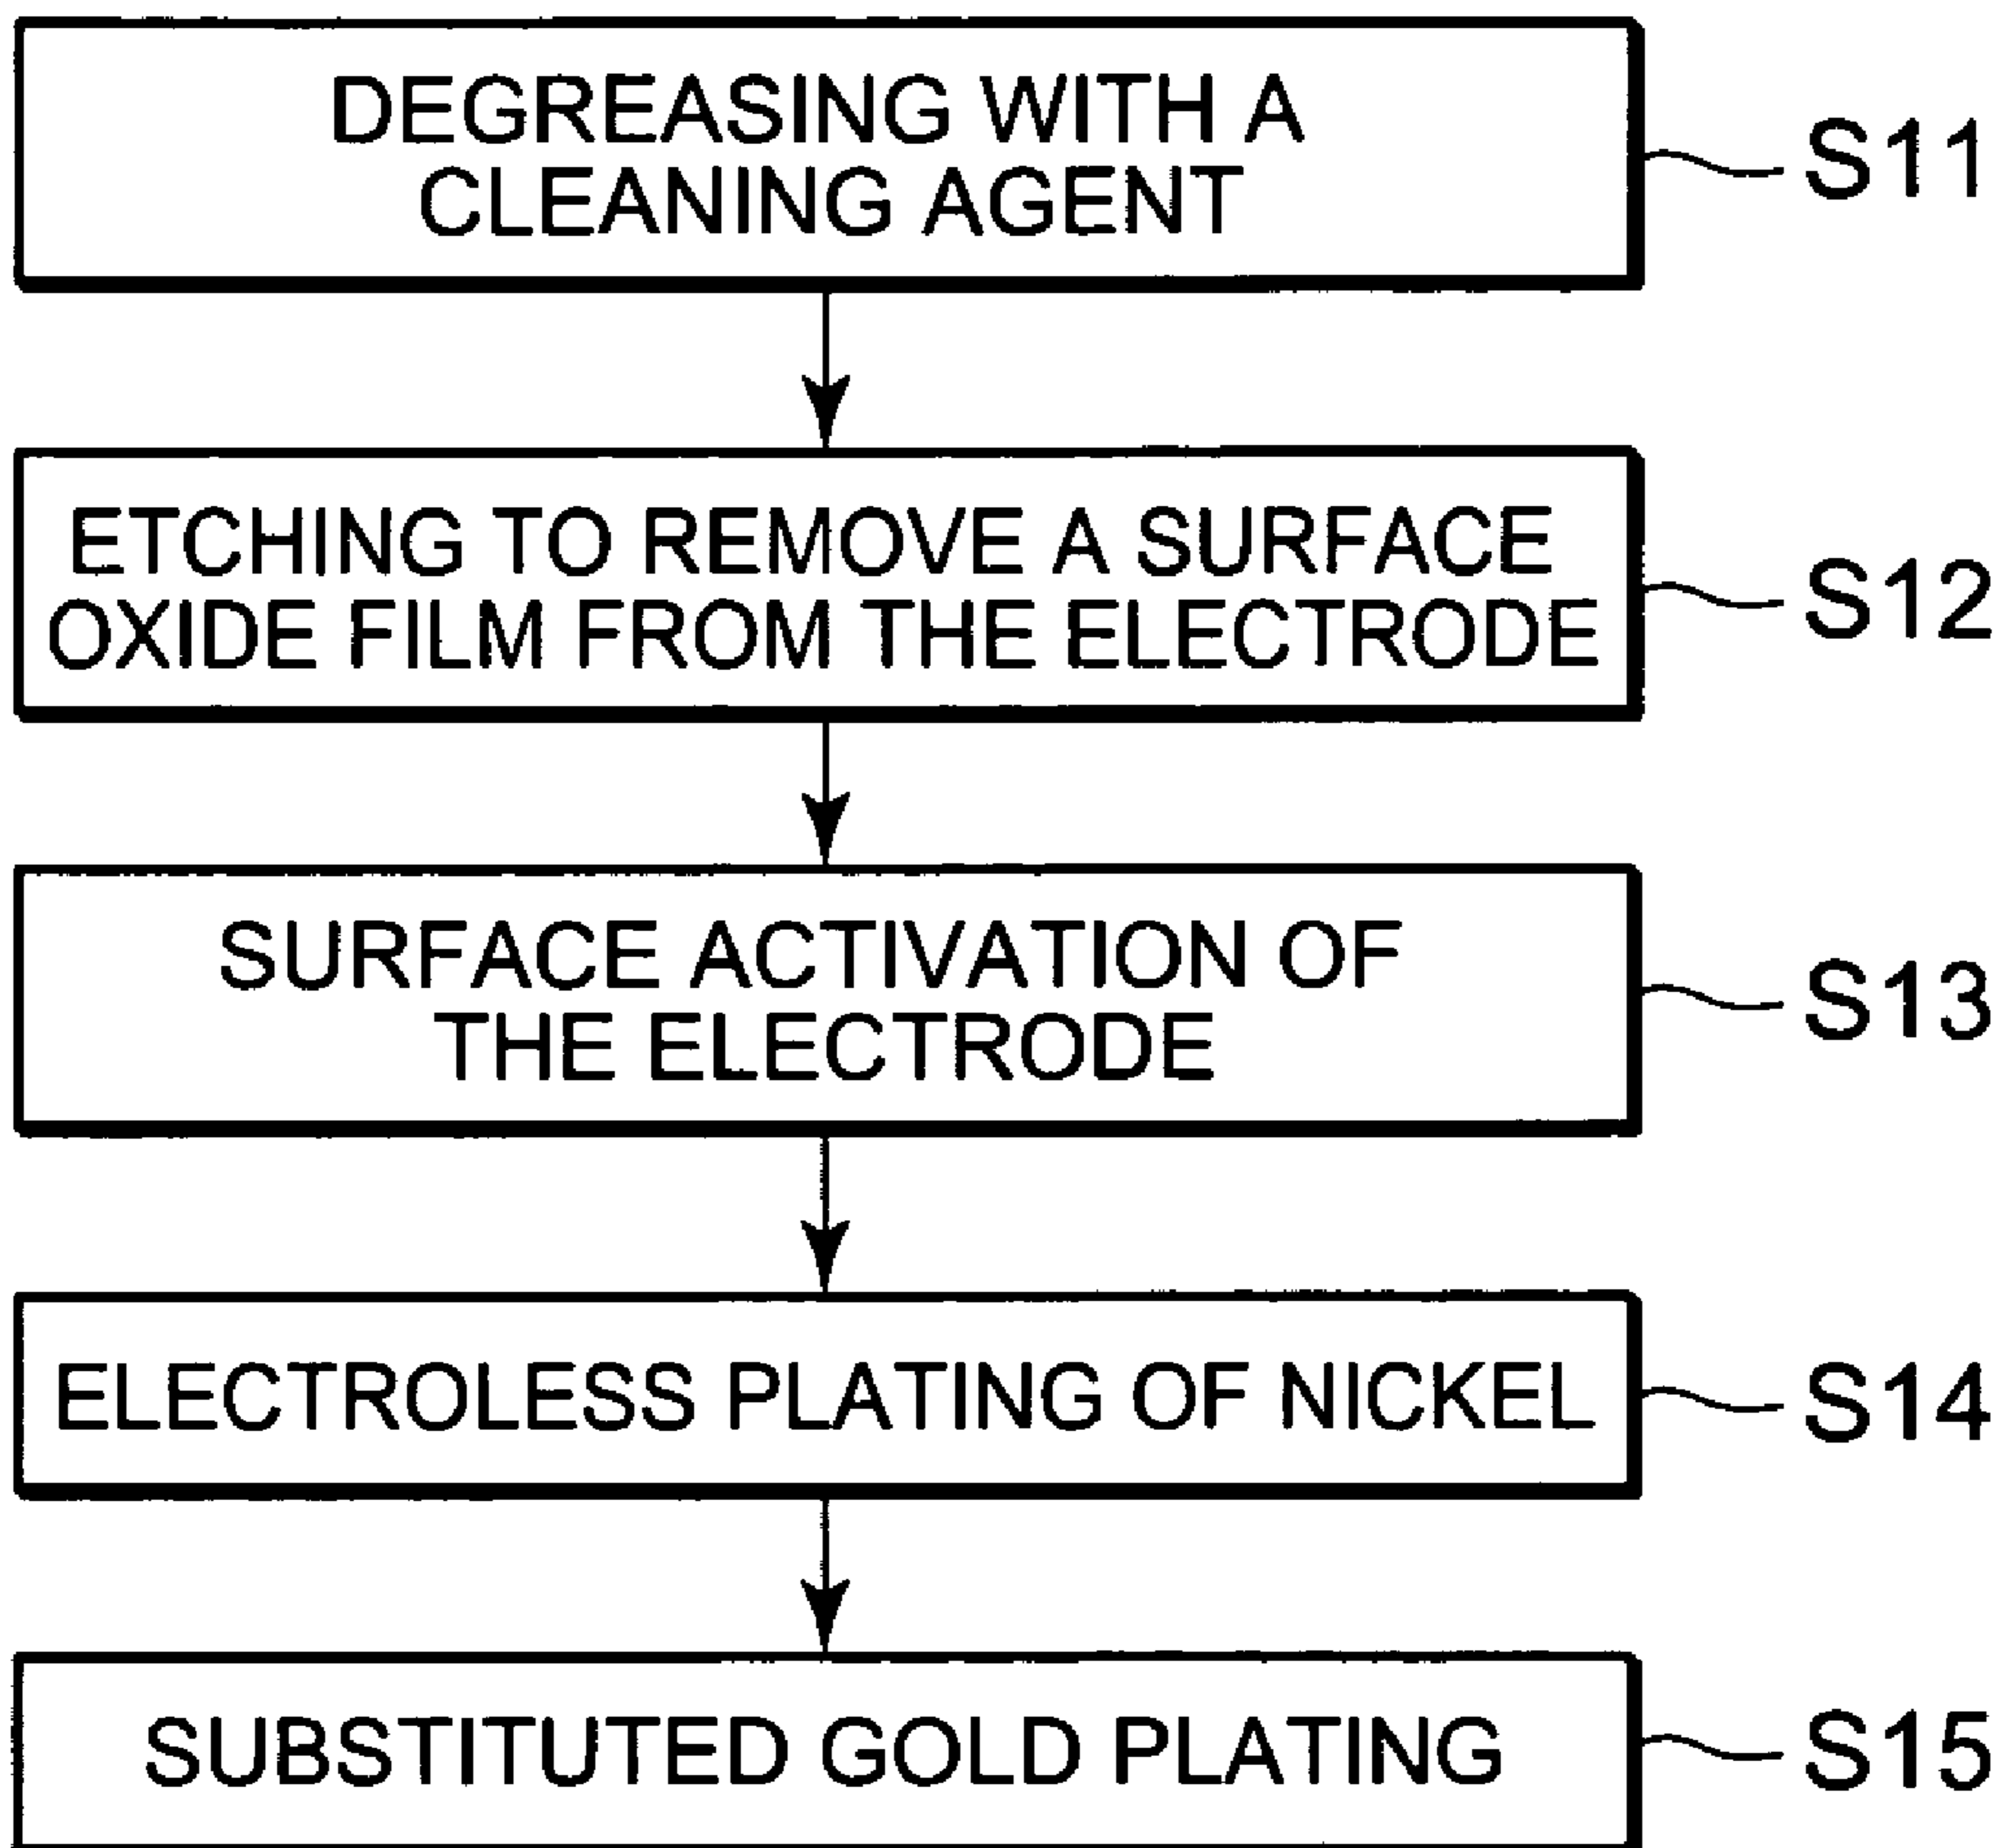 DEGREASING WITH A
CLEANING AGENT
S11
ETCHING TO REMOVE A SURFACE
OXIDE FILM FROM THE ELECTRODE
S12
SURFACE ACTIVATION OF
THE ELECTRODE
S13
ELECTROLESS PLATING OF NICKEL
S14
SUBSTITUTED GOLD PLATING
S15